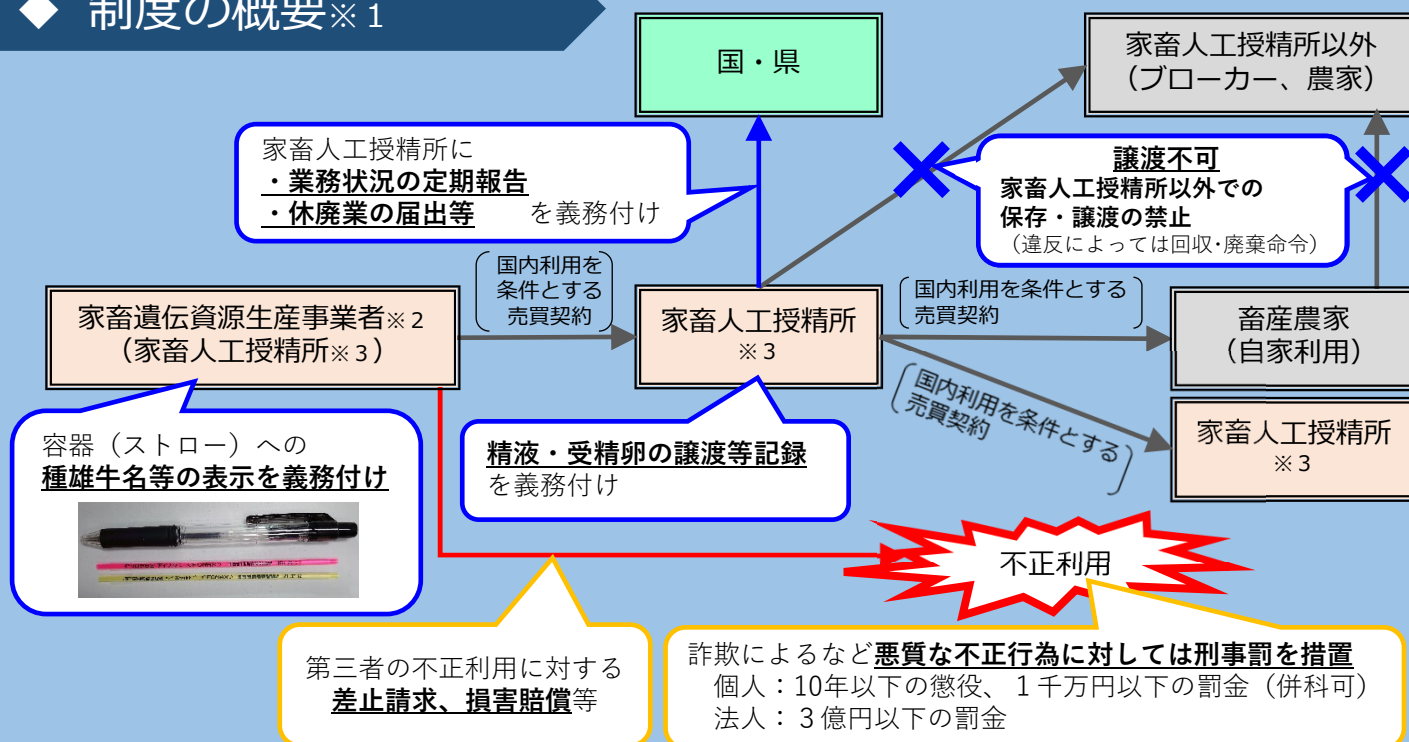 ◆ 制度の概要※1
国・県
家畜人工授精所以外
（ブローカー、農家）
家畜人工授精所に
・業務状況の定期報告
・休廃業の届出等 を義務付け
譲渡不可
家畜人工授精所以外での
保存・譲渡の禁止
（違反によっては回収・廃棄命令）
国内利用を
条件とする
売買契約
国内利用を条件とする
売買契約
家畜遺伝資源生産事業者※2
（家畜人工授精所※3）
家畜人工授精所
※3
畜産農家
（自家利用）
国内利用を条件とする
売買契約
家畜人工授精所
※3
容器（ストロー）への
種雄牛名等の表示を義務付け
精液・受精卵の譲渡等記録
を義務付け
不正利用
第三者の不正利用に対する
差止請求、損害賠償等
詐欺によるなど悪質な不正行為に対しては刑事罰を措置
個人：10年以下の懲役、１千万円以下の罰金（併科可）
法人：３億円以下の罰金